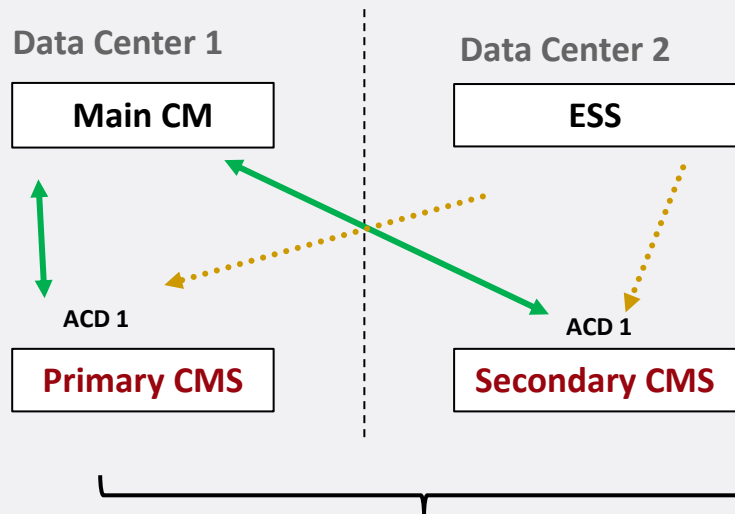 Data Center 1
Data Center 2
Main CM
ESS
ACD 1
ACD 1
Primary CMS
Secondary CMS